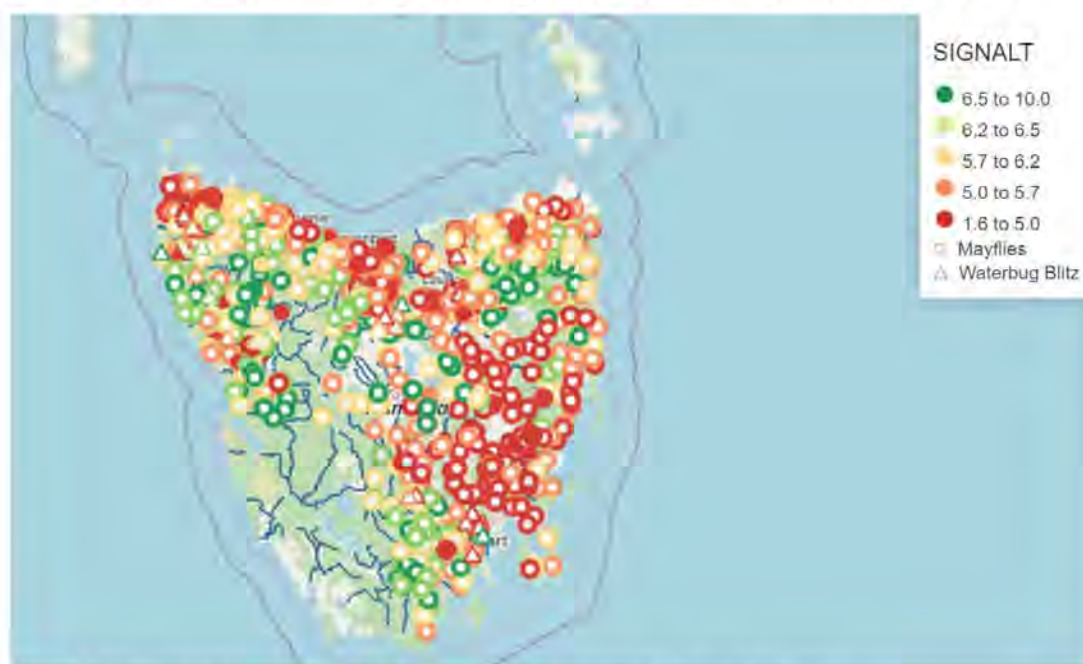 SIGNALT
6.5 to 10.0
6.2 to 6.5
5.7 to 6.2
5.0 to 5.7
1.6 to 5.0
Mayflies
Waterbug Blitz